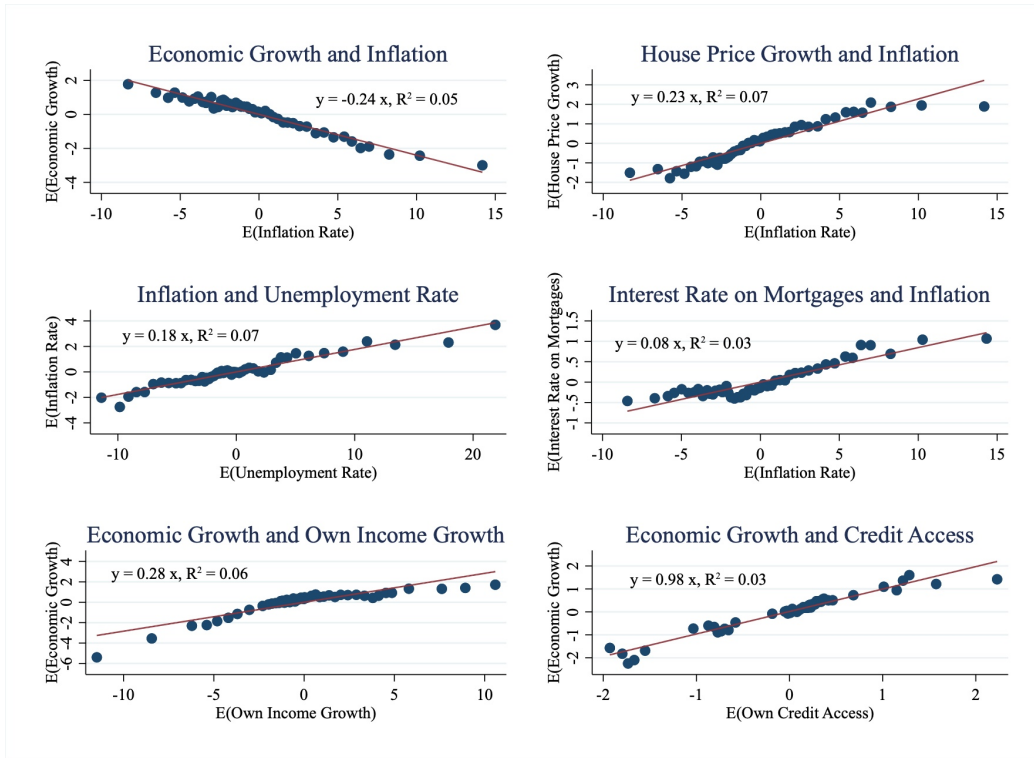 Economic Growth and Inflation
E(Economic Growth)
y = -0.24 x, R² = 0.05
2
0
-2
-4
-10 -5 0 5 10 15
E(Inflation Rate)
House Price Growth and Inflation
E(House Price Growth)
y = 0.23 x, R² = 0.07
3
2
1
0
-1
-2
-10 -5 0 5 10 15
E(Inflation Rate)
Inflation and Unemployment Rate
E(Inflation Rate)
y = 0.18 x, R² = 0.07
4
2
0
-2
-4
-10 0 10 20
E(Unemployment Rate)
Interest Rate on Mortgages and Inflation
E(Interest Rate on Mortgages)
y = 0.08 x, R² = 0.03
1.5
1
.5
0
-.5
-1
-10 -5 0 5 10 15
E(Inflation Rate)
Economic Growth and Own Income Growth
E(Economic Growth)
y = 0.28 x, R² = 0.06
4
2
0
-2
-4
-6
-10 -5 0 5 10
E(Own Income Growth)
Economic Growth and Credit Access
E(Economic Growth)
y = 0.98 x, R² = 0.03
2
1
0
-1
-2
-2 -1 0 1 2
E(Own Credit Access)